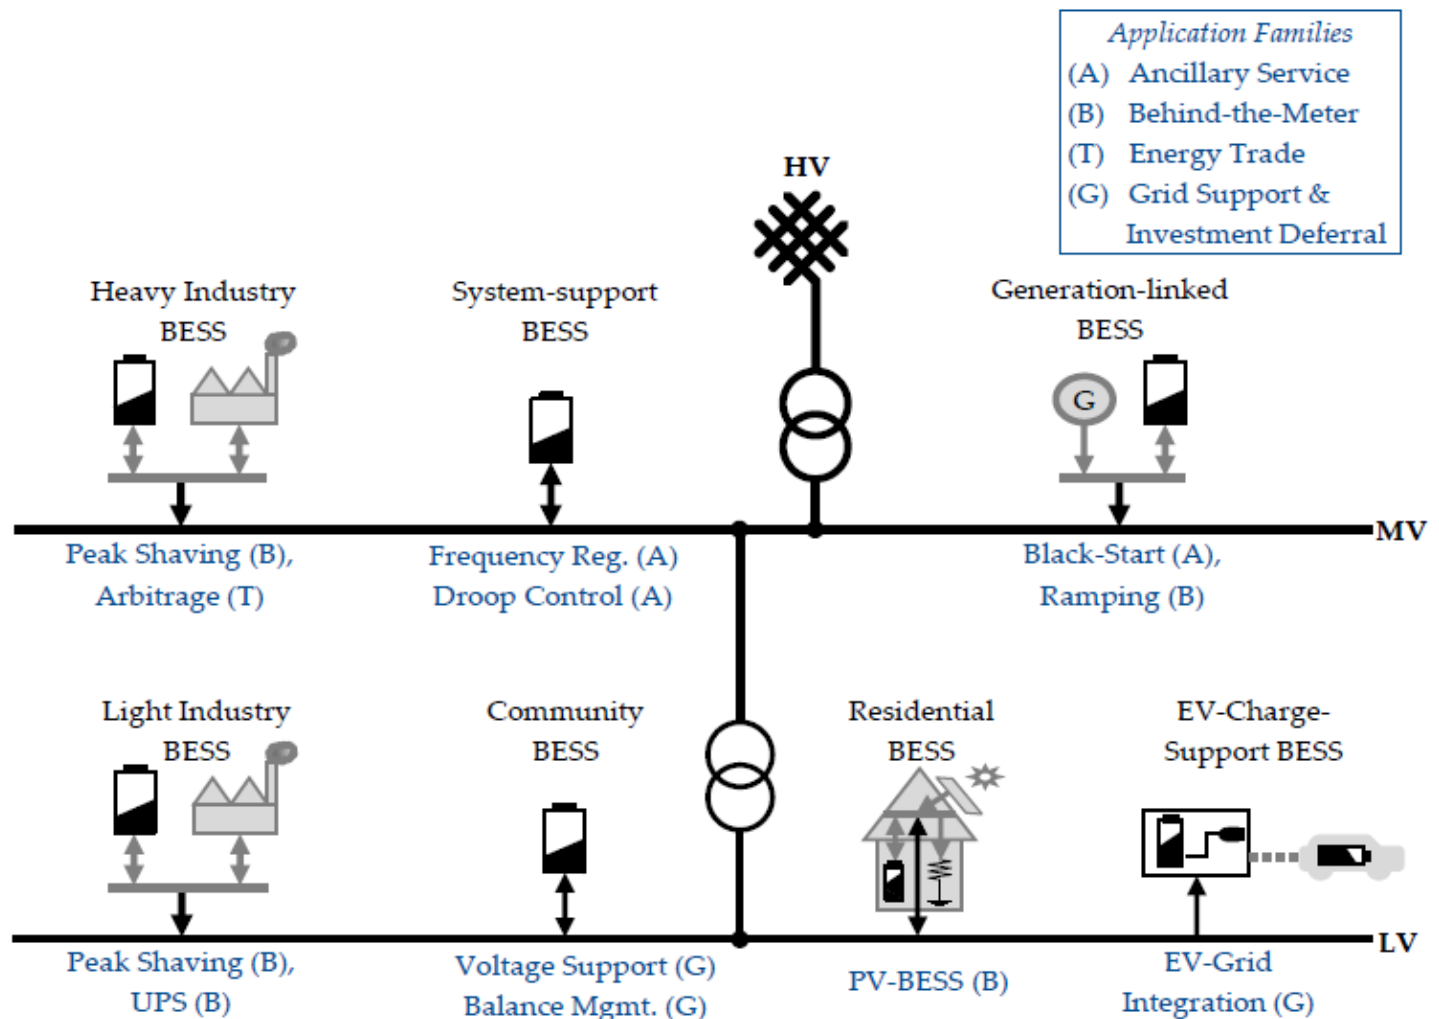 Application Families
(A) Ancillary Service
(B) Behind-the-Meter
(T) Energy Trade
(G) Grid Support &
Investment Deferral
HV
Heavy Industry
BESS
System-support
BESS
Generation-linked
BESS
G
MV
Peak Shaving (B),
Arbitrage (T)
Frequency Reg. (A)
Droop Control (A)
Black-Start (A),
Ramping (B)
Light Industry
BESS
Community
BESS
Residential
BESS
EV-Charge-
Support BESS
LV
Peak Shaving (B),
UPS (B)
Voltage Support (G)
Balance Mgmt. (G)
PV-BESS (B)
EV-Grid
Integration (G)